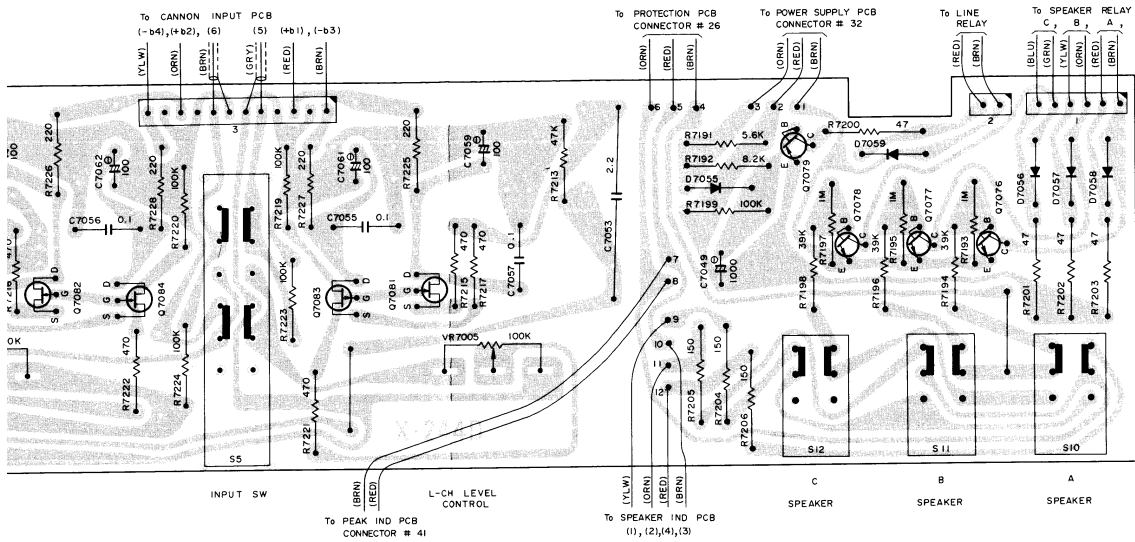 To CANNON INPUT PCB
(-b4),(+b2), (6) (5) (+b1), (-b3)
(YLW)
(ORN)
(BRN)
(GRY)
(RED)
(BRN)
To PROTECTION PCB
CONNECTOR # 26
(ORN)
(RED)
(BRN)
To POWER SUPPLY PCB
CONNECTOR # 32
(ORN)
(RED)
(BRN)
To LINE
RELAY
(RED)
(BRN)
To SPEAKER RELAY
C, B, A,
(BLU)
(GRN)
(YLW)
(ORN)
(RED)
(BRN)
3
6 5 4
3 2 1
2
1
100
R7226
220
C7062
100
R7228
220
R7220
100K
C7056 0.1
R7219
100K
R7227
220
C7061
100
C7055 0.1
R7225
220
C7059
100
R7213
47K
2.2
C7053
R7191 5.6K
R7192 8.2K
D7055
R7199 100K
B
C
E
Q7079
R7200 47
D7059
1M
Q7078
1M
Q7077
1M
Q7076
D7056
D7057
D7058
39K
R7197
B
C
E
39K
R7195
B
C
E
39K
R7193
B
C
E
47
47
47
R7198
R7196
R7194
R7201
R7202
R7203
470
R7216
D
G
S
Q7082
D
G
S
Q7084
100K
R7223
Q7083
D
G
S
Q7081
D
G
S
470
R7215
470
R7217
0.1
C7057
C7049
1000
7
8
9
10
11
12
0K
470
R7222
100K
R7224
470
R7221
VR7005 100K
150
R7205
150
R7204
150
R7206
S5
S12
S11
S10
INPUT SW
L-CH LEVEL
CONTROL
C
SPEAKER
B
SPEAKER
A
SPEAKER
(BRN)
(RED)
To PEAK IND PCB
CONNECTOR # 41
(YLW)
(ORN)
(RED)
(BRN)
To SPEAKER IND PCB
(1), (2),(4),(3)